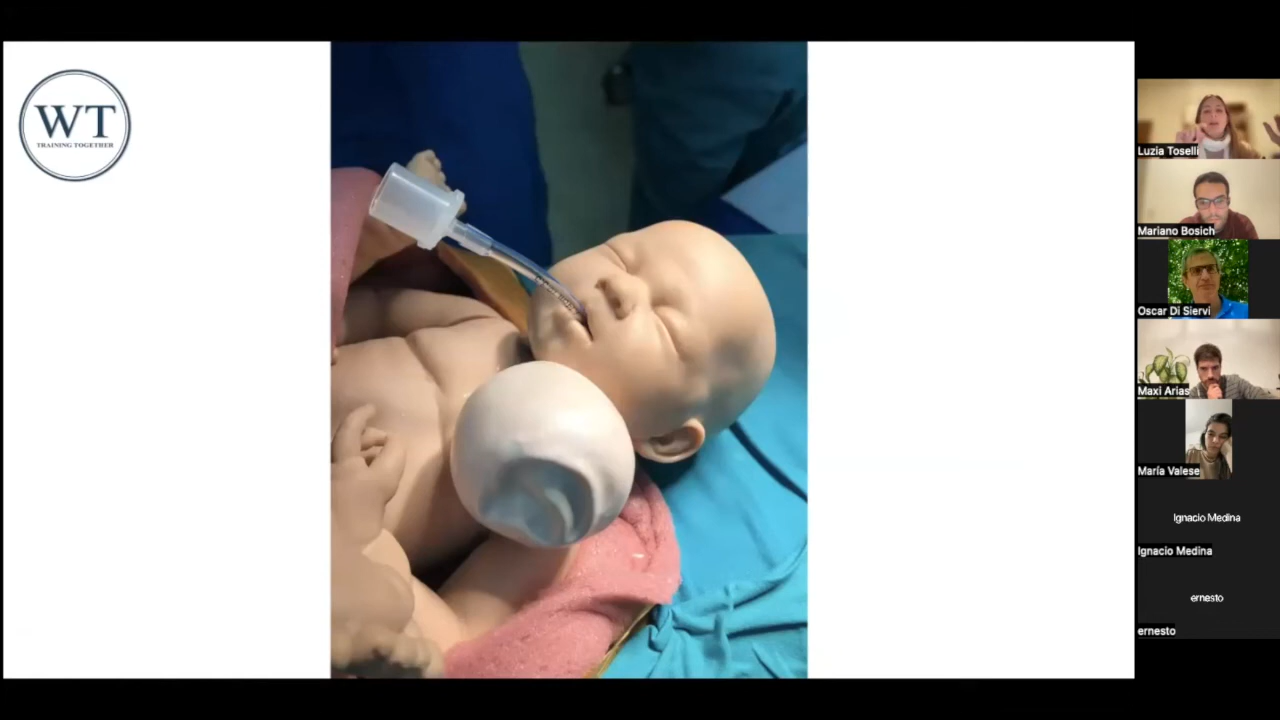 WT
TRAINING TOGETHER
Luzia Toselli
Mariano Bosich
Oscar Di Siervi
Maxi Arias
María Valese
Ignacio Medina
Ignacio Medina
ernesto
ernesto